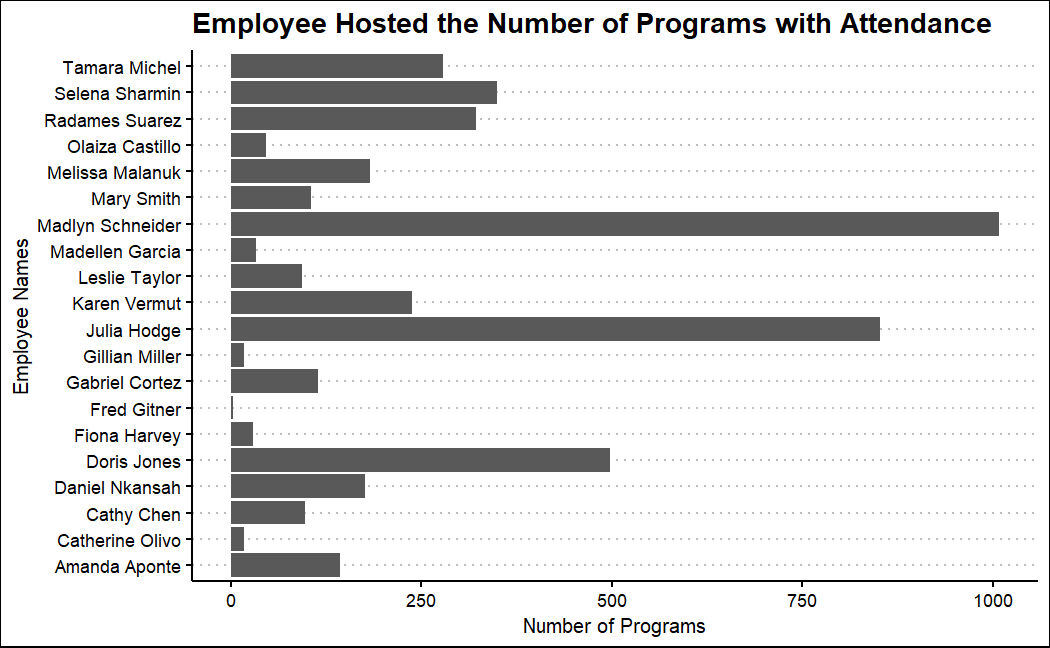 Employee Hosted the Number of Programs with Attendance
Employee Names
Tamara Michel
Selena Sharmin
Radames Suarez
Olaiza Castillo
Melissa Malanuk
Mary Smith
Madlyn Schneider
Madellen Garcia
Leslie Taylor
Karen Vermut
Julia Hodge
Gillian Miller
Gabriel Cortez
Fred Gitner
Fiona Harvey
Doris Jones
Daniel Nkansah
Cathy Chen
Catherine Olivo
Amanda Aponte
0 250 500 750 1000
Number of Programs